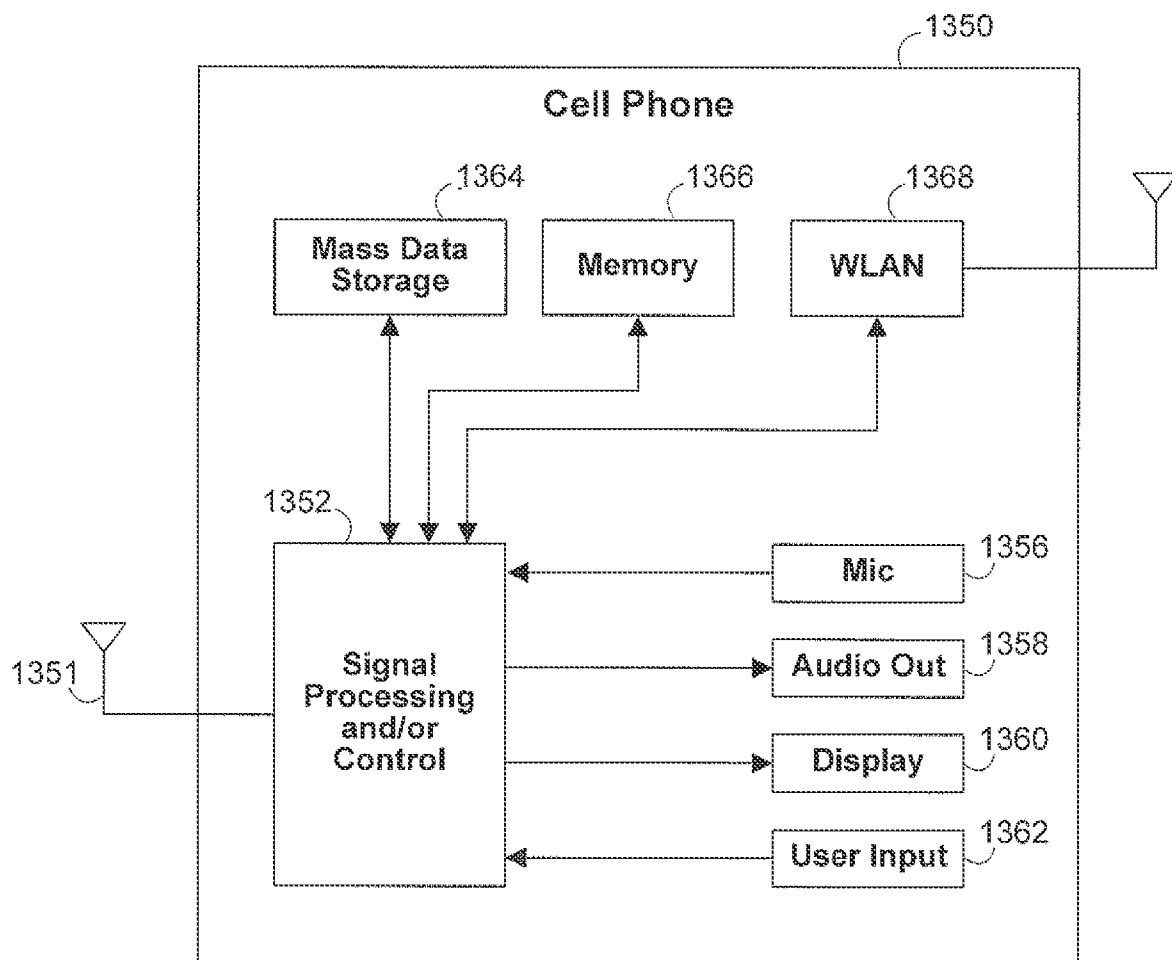 1350
Cell Phone
1364
1366
1368
Mass Data
Storage
Memory
WLAN
1352
1356
Mic
1358
Audio Out
1351
Signal
Processing
and/or
Control
1360
Display
1362
User Input